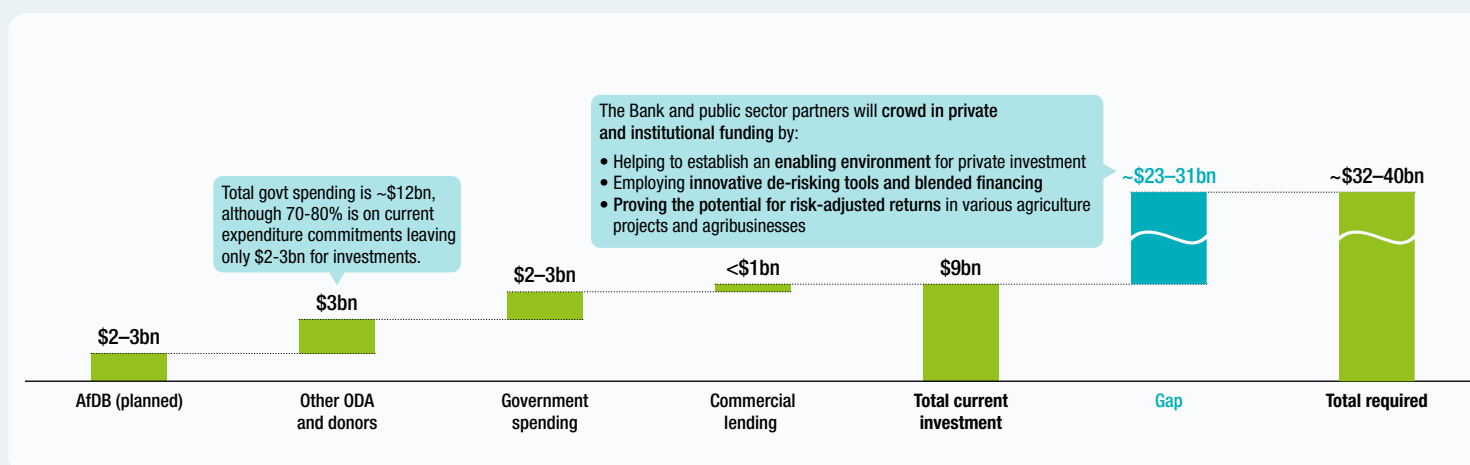 The Bank and public sector partners will crowd in private
and institutional funding by:
• Helping to establish an enabling environment for private investment
• Employing innovative de-risking tools and blended financing
• Proving the potential for risk-adjusted returns in various agriculture
projects and agribusinesses
Total govt spending is ~$12bn,
although 70-80% is on current
expenditure commitments leaving
only $2-3bn for investments.
$2–3bn
$3bn
$2–3bn
<$1bn
$9bn
~$23–31bn
~$32–40bn
AfDB (planned)
Other ODA
and donors
Government
spending
Commercial
lending
Total current
investment
Gap
Total required